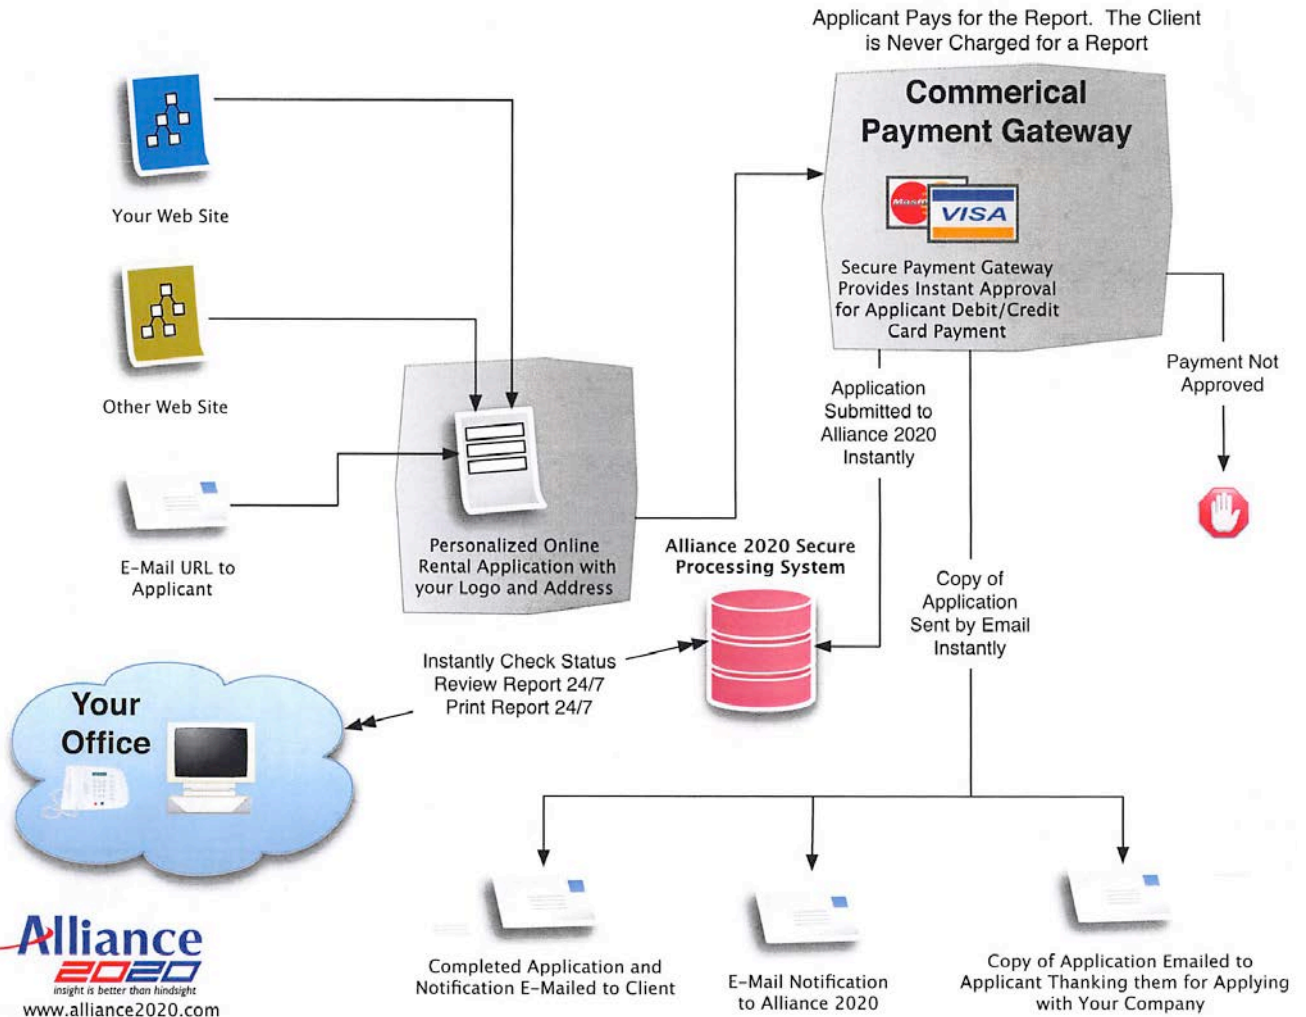 Applicant Pays for the Report. The Client
is Never Charged for a Report
Commerical
Payment Gateway
VISA
Secure Payment Gateway
Provides Instant Approval
for Applicant Debit/Credit
Card Payment
Your Web Site
Other Web Site
E-Mail URL to
Applicant
Personalized Online
Rental Application with
your Logo and Address
Application
Submitted to
Alliance 2020
Instantly
Payment Not
Approved
Alliance 2020 Secure
Processing System
Copy of
Application
Sent by Email
Instantly
Instantly Check Status
Review Report 24/7
Print Report 24/7
Your
Office
Completed Application and
Notification E-Mailed to Client
E-Mail Notification
to Alliance 2020
Copy of Application Emailed to
Applicant Thanking them for Applying
with Your Company
Alliance
2020
insight is better than hindsight
www.alliance2020.com